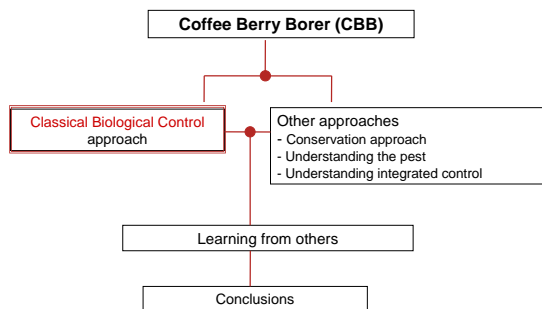 Coffee Berry Borer (CBB)
Classical Biological Control
approach
Other approaches
- Conservation approach
- Understanding the pest
- Understanding integrated control
Learning from others
Conclusions